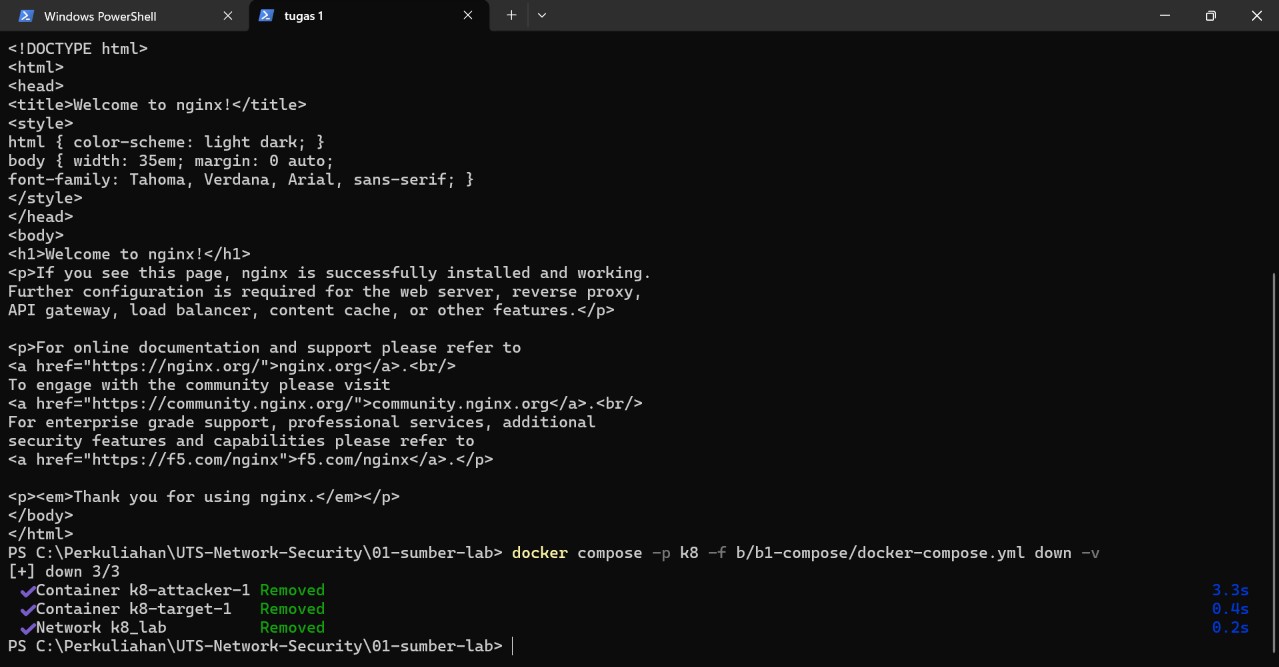 Windows PowerShell
tugas 1
<!DOCTYPE html>
<html>
<head>
<title>Welcome to nginx!</title>
<style>
html { color-scheme: light dark; }
body { width: 35em; margin: 0 auto;
font-family: Tahoma, Verdana, Arial, sans-serif; }
</style>
</head>
<body>
<h1>Welcome to nginx!</h1>
<p>If you see this page, nginx is successfully installed and working.
Further configuration is required for the web server, reverse proxy,
API gateway, load balancer, content cache, or other features.</p>

<p>For online documentation and support please refer to
<a href="https://nginx.org/">nginx.org</a>.<br/>
To engage with the community please visit
<a href="https://community.nginx.org/">community.nginx.org</a>.<br/>
For enterprise grade support, professional services, additional
security features and capabilities please refer to
<a href="https://f5.com/nginx">f5.com/nginx</a>.</p>

<p><em>Thank you for using nginx.</em></p>
</body>
</html>
PS C:\Perkuliahan\UTS-Network-Security\01-sumber-lab> docker compose -p k8 -f b/b1-compose/docker-compose.yml down -v
[+] down 3/3
✔Container k8-attacker-1 Removed 3.3s
✔Container k8-target-1 Removed 0.4s
✔Network k8_lab Removed 0.2s
PS C:\Perkuliahan\UTS-Network-Security\01-sumber-lab>